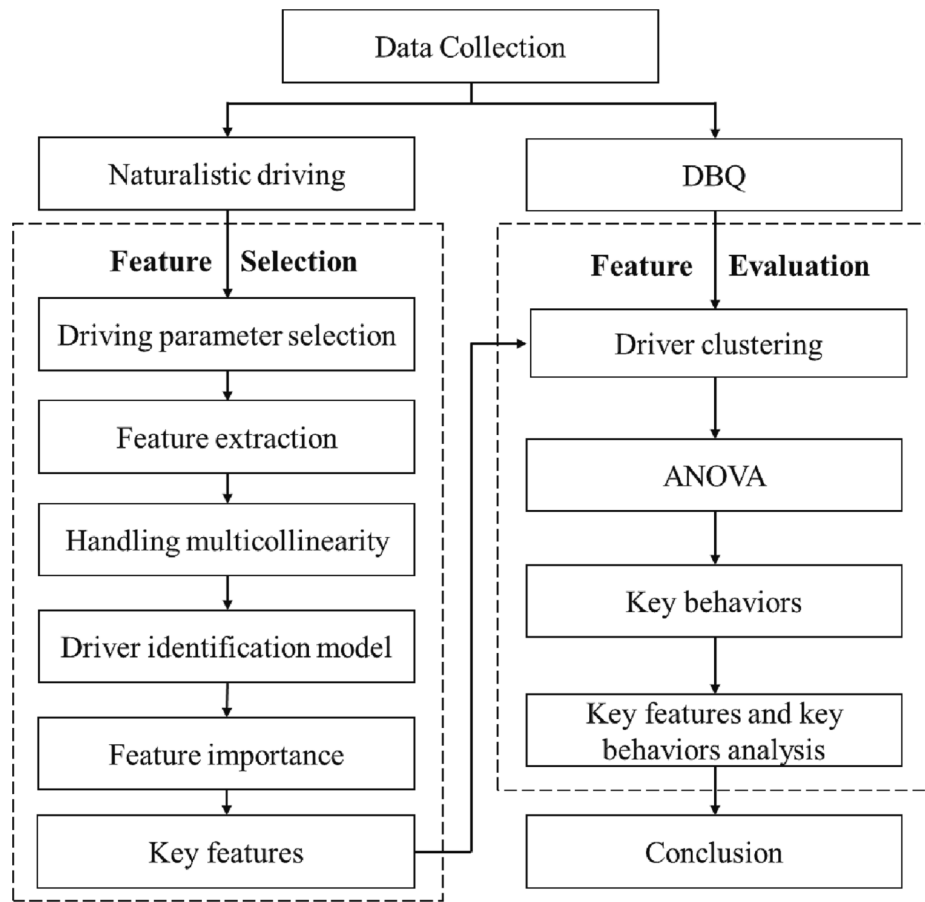 Data Collection
Naturalistic driving
Feature Selection
Driving parameter selection
Feature extraction
Handling multicollinearity
Driver identification model
Feature importance
Key features
DBQ
Feature Evaluation
Driver clustering
ANOVA
Key behaviors
Key features and key
behaviors analysis
Conclusion